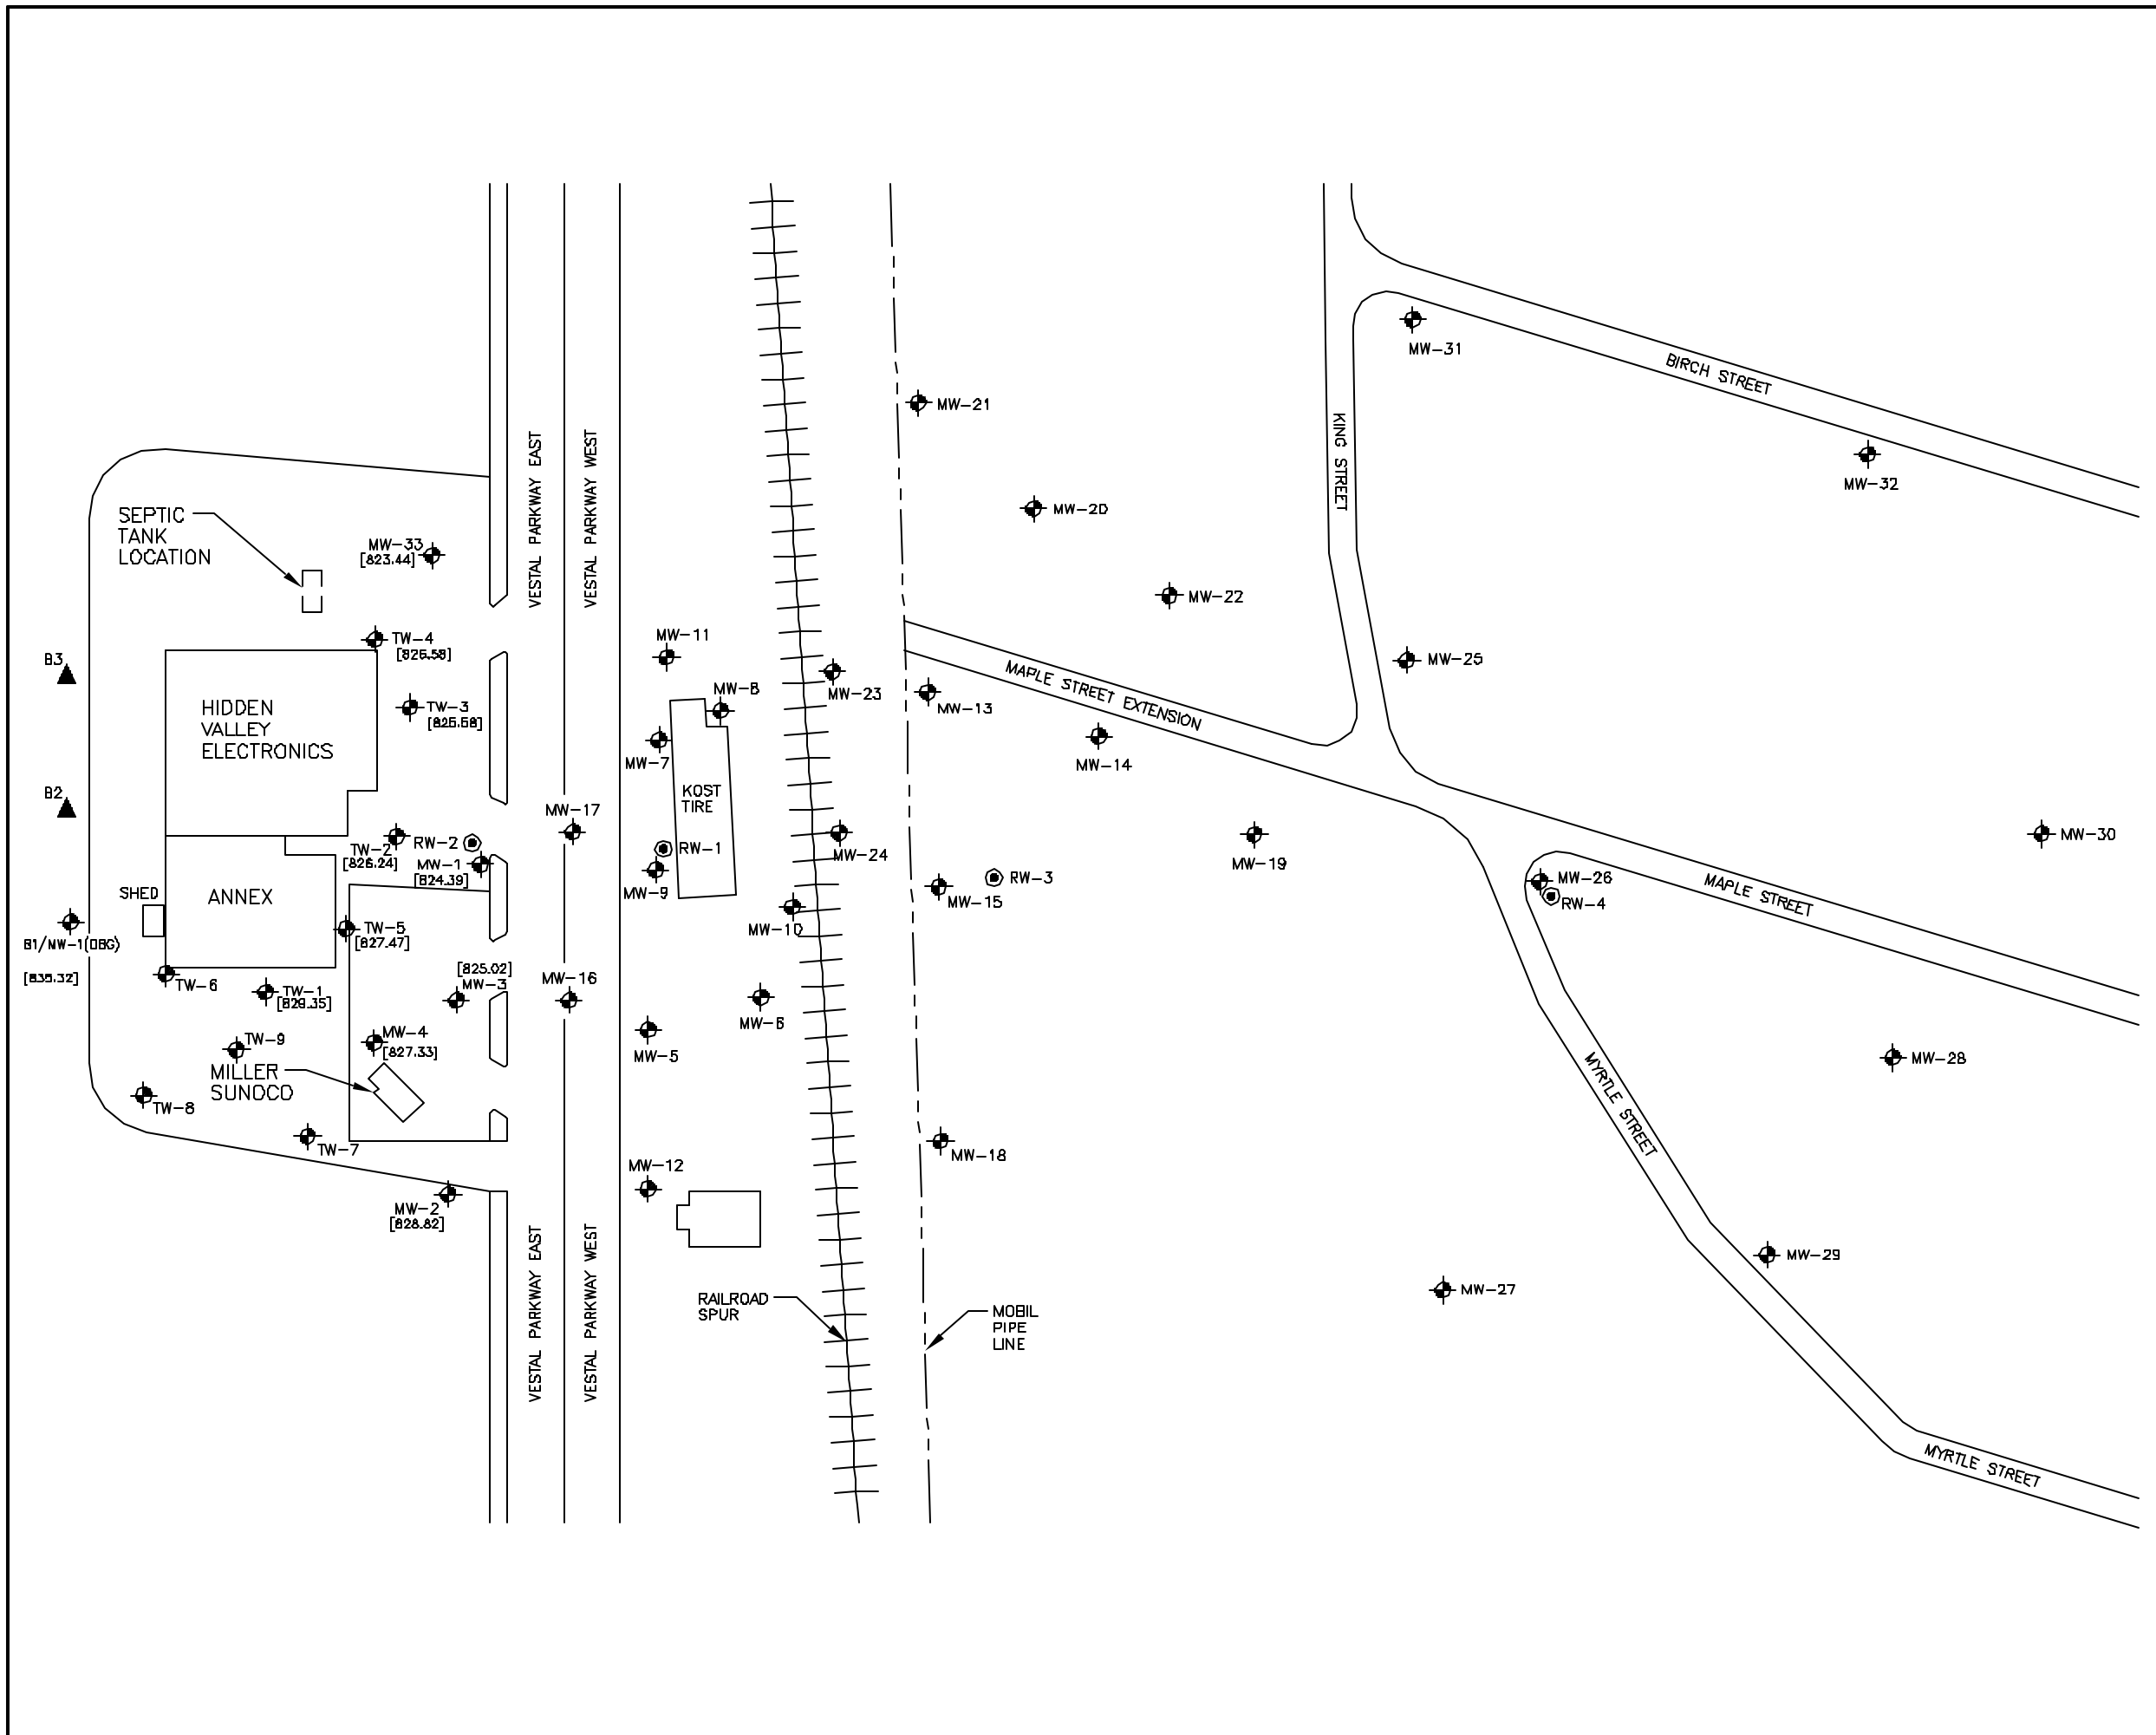 MW-31
BIRCH STREET
MW-21
KING STREET
VESTAL PARKWAY EAST
VESTAL PARKWAY WEST
MW-32
SEPTIC
TANK
LOCATION
MW-20
MW-33
[823.44]
MW-22
TW-4
[826.58]
MW-11
B3
MW-25
MAPLE STREET EXTENSION
MW-23
MW-8
MW-13
HIDDEN
VALLEY
ELECTRONICS
TW-3
[825.58]
MW-7
MW-14
B2
KOST
TIRE
MW-17
MW-30
TW-2
[826.24]
RW-2
MW-1
[824.39]
RW-1
MW-24
MW-19
SHED
ANNEX
MW-9
MW-15
RW-3
MW-26
RW-4
MAPLE STREET
TW-5
[827.47]
MW-10
B1/MW-1(OBG)
[835.32]
TW-6
TW-1
[829.35]
[825.02]
MW-3
MW-16
MW-6
TW-9
MW-4
[827.33]
MW-5
MW-28
MILLER
SUNOCO
MYRTLE STREET
TW-8
TW-7
MW-12
MW-18
MW-2
[828.82]
VESTAL PARKWAY EAST
VESTAL PARKWAY WEST
MW-29
MW-27
RAILROAD
SPUR
MOBIL
PIPE
LINE
MYRTLE STREET